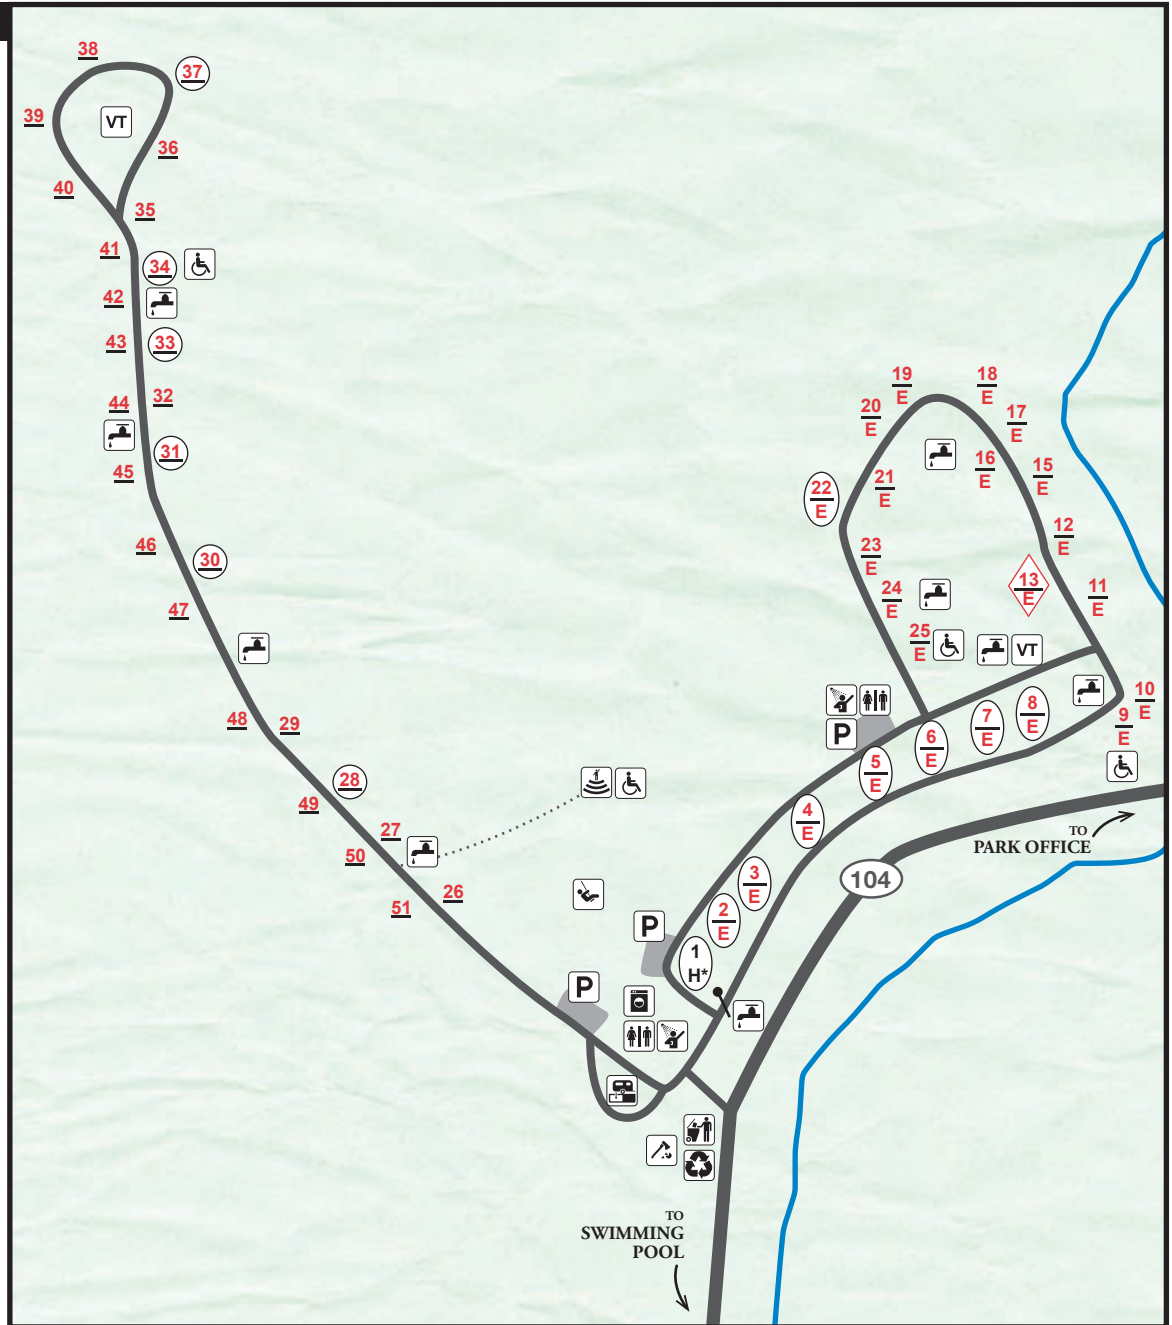 38
37
39
VT
36
40
35
41
34
42
43
33
32
44
31
45
46
30
47
48
29
28
49
27
50
26
51
19
E
18
E
20
E
17
E
16
E
15
E
21
E
22
E
12
E
23
E
13
E
11
E
24
E
25
E
VT
10
E
9
E
8
E
7
E
6
E
P
5
E
4
E
3
E
2
E
1
H*
P
P
104
TO
PARK OFFICE
TO
SWIMMING
POOL